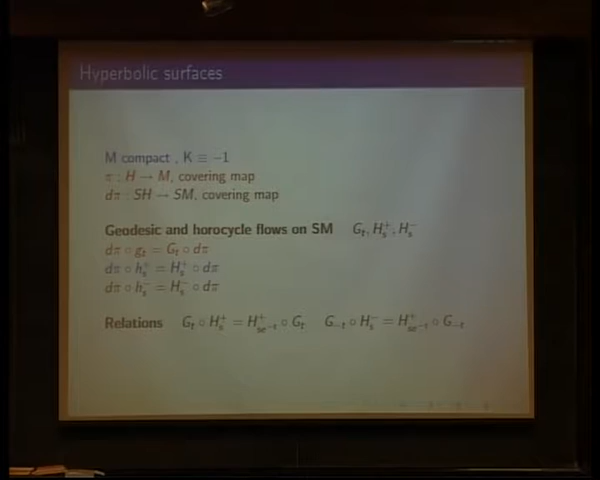 Hyperbolic surfaces
M compact , K ≡ −1
π : H → M, covering map
dπ : SH → SM, covering map
Geodesic and horocycle flows on SM G_t, H_s^+, H_s^-
dπ ∘ g_t = G_t ∘ dπ
dπ ∘ h_s^+ = H_s^+ ∘ dπ
dπ ∘ h_s^- = H_s^- ∘ dπ
Relations G_t ∘ H_s^+ = H_{se^{-t}}^+ ∘ G_t G_{-t} ∘ H_s^- = H_{se^{-t}}^+ ∘ G_{-t}